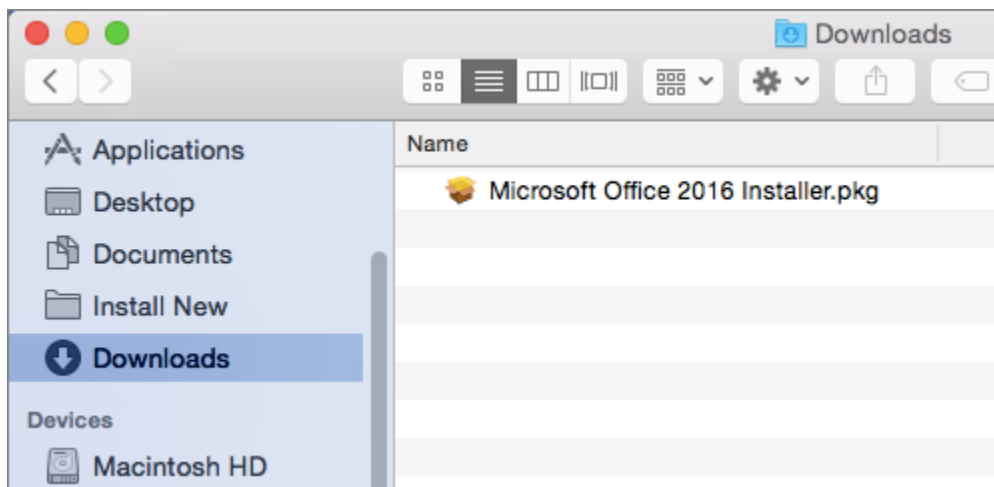 Downloads
Name
Applications
Desktop
Documents
Install New
Downloads
Devices
Macintosh HD
Microsoft Office 2016 Installer.pkg